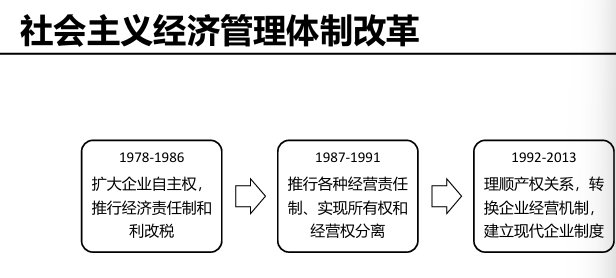 社会主义经济管理体制改革
1978-1986
扩大企业自主权，
推行经济责任制和
利改税
1987-1991
推行各种经营责任
制、实现所有权和
经营权分离
1992-2013
理顺产权关系，转
换企业经营机制，
建立现代企业制度